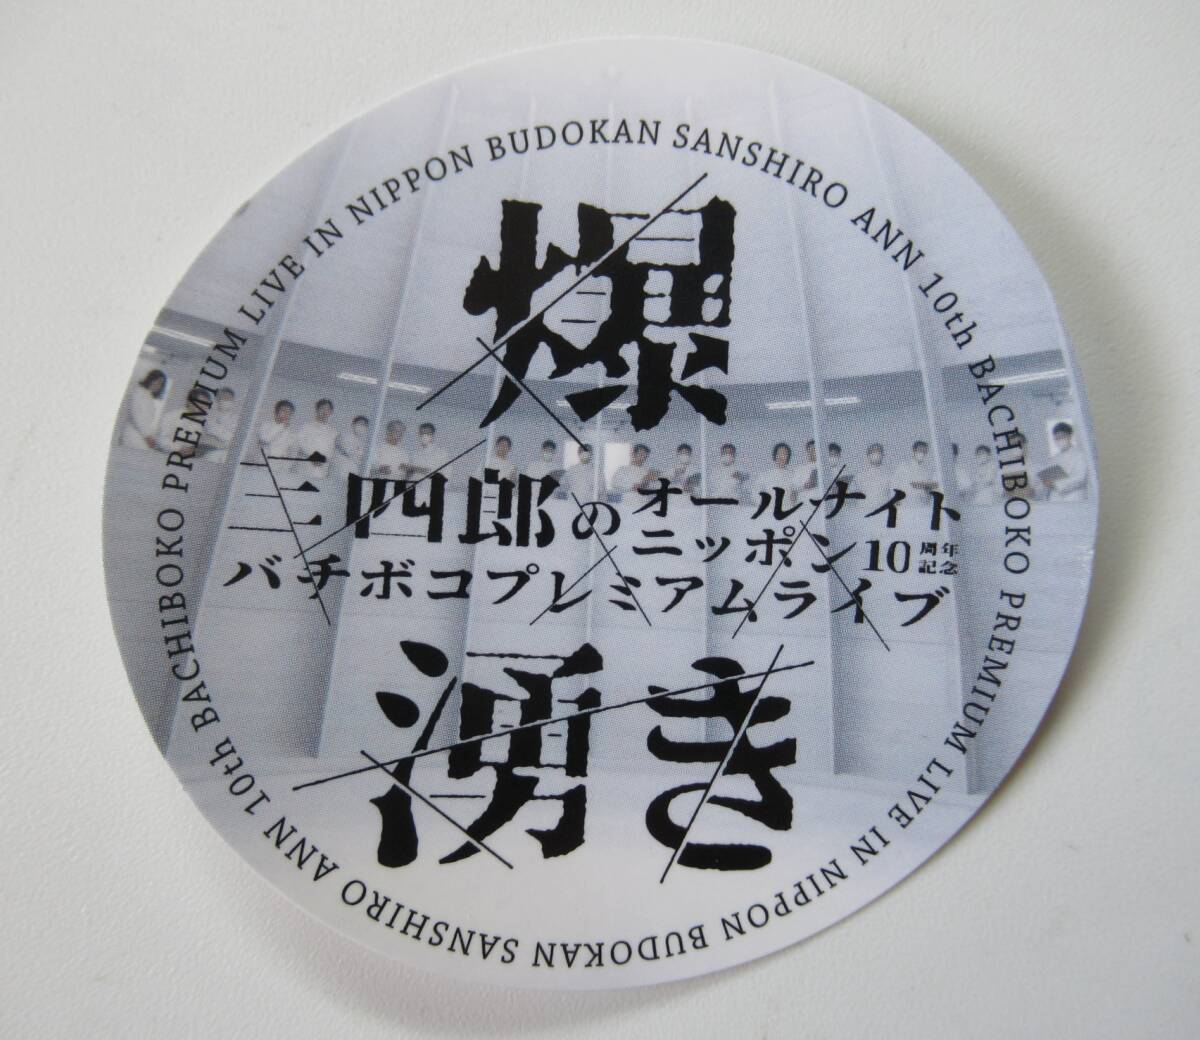 爆
三四郎のオールナイト
ニッポン10周年記念
バチボコプレミアムライブ
湧き
SANSHIRO ANN 10th BACHIBOKO PREMIUM LIVE IN NIPPON BUDOKAN
SANSHIRO ANN 10th BACHIBOKO PREMIUM LIVE IN NIPPON BUDOKAN